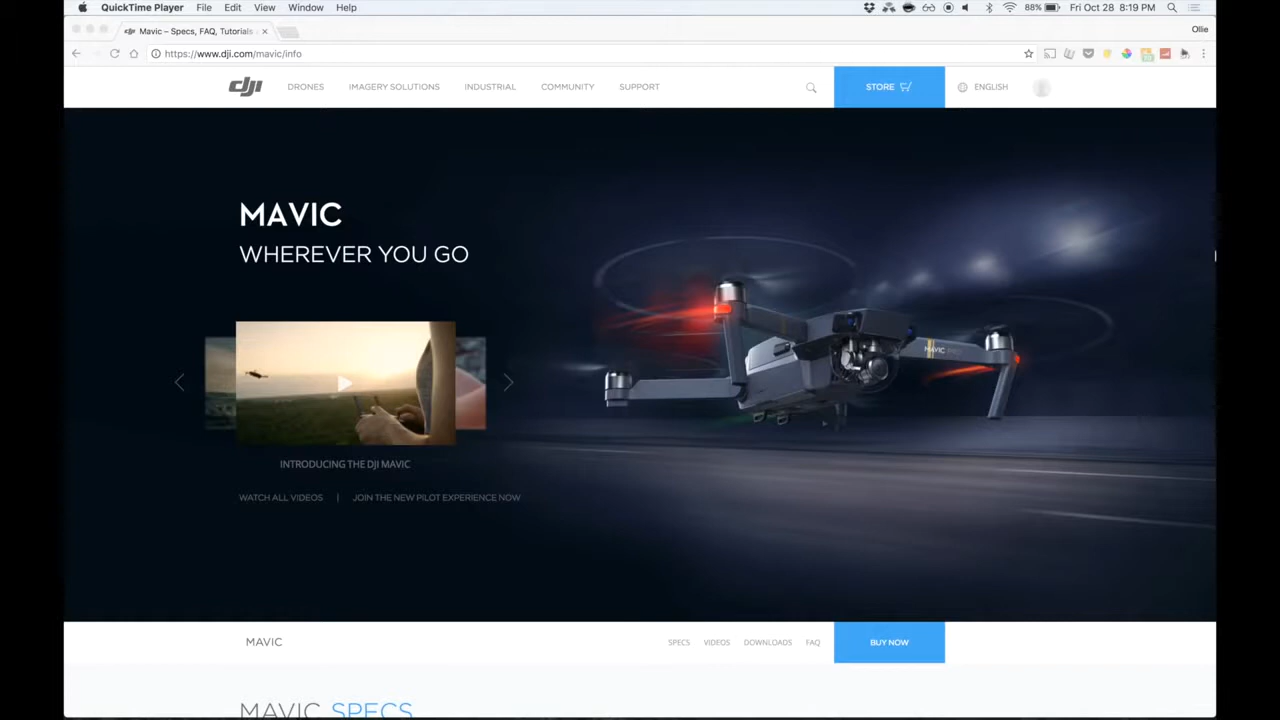 QuickTime Player File Edit View Window Help 88% Fri Oct 28 8:19 PM
Mavic – Specs, FAQ, Tutorials
Ollie
https://www.dji.com/mavic/info
dji DRONES IMAGERY SOLUTIONS INDUSTRIAL COMMUNITY SUPPORT STORE ENGLISH
MAVIC
WHEREVER YOU GO
MAVIC PRO
INTRODUCING THE DJI MAVIC
WATCH ALL VIDEOS | JOIN THE NEW PILOT EXPERIENCE NOW
MAVIC SPECS VIDEOS DOWNLOADS FAQ BUY NOW
MAVIC SPECS